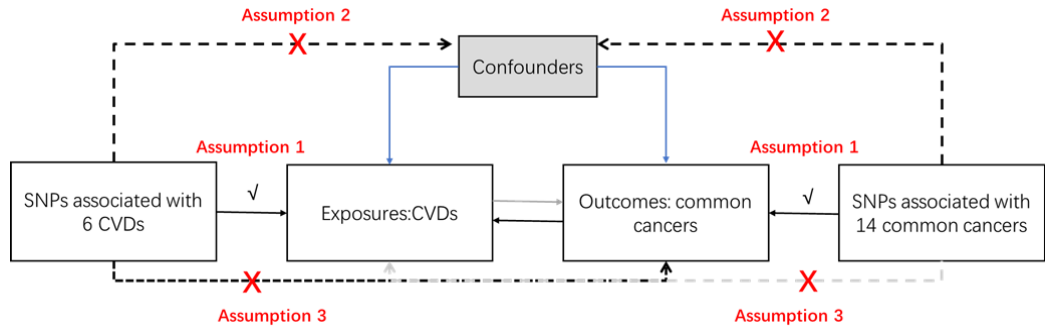 Assumption 2
Assumption 2
X
X
Confounders
Assumption 1
Assumption 1
SNPs associated with
6 CVDs
√
Exposures:CVDs
Outcomes: common
cancers
√
SNPs associated with
14 common cancers
X
X
Assumption 3
Assumption 3